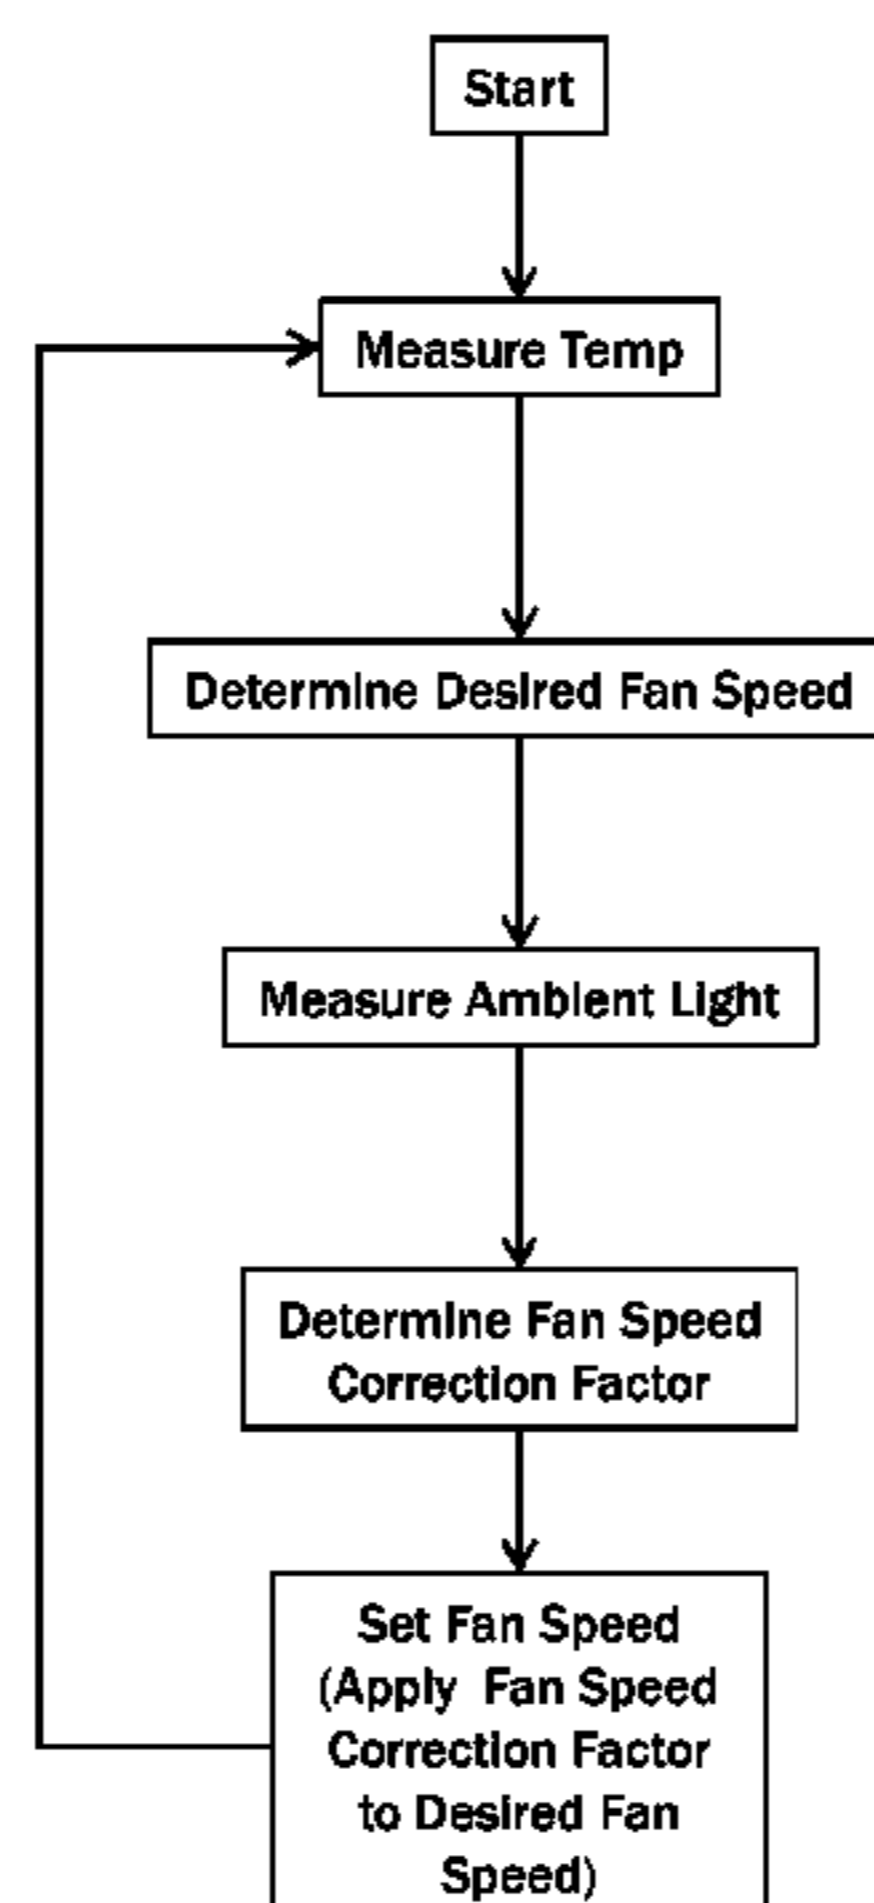 Start
Measure Temp
Determine Desired Fan Speed
Measure Ambient Light
Determine Fan Speed
Correction Factor
Set Fan Speed
(Apply Fan Speed
Correction Factor
to Desired Fan
Speed)